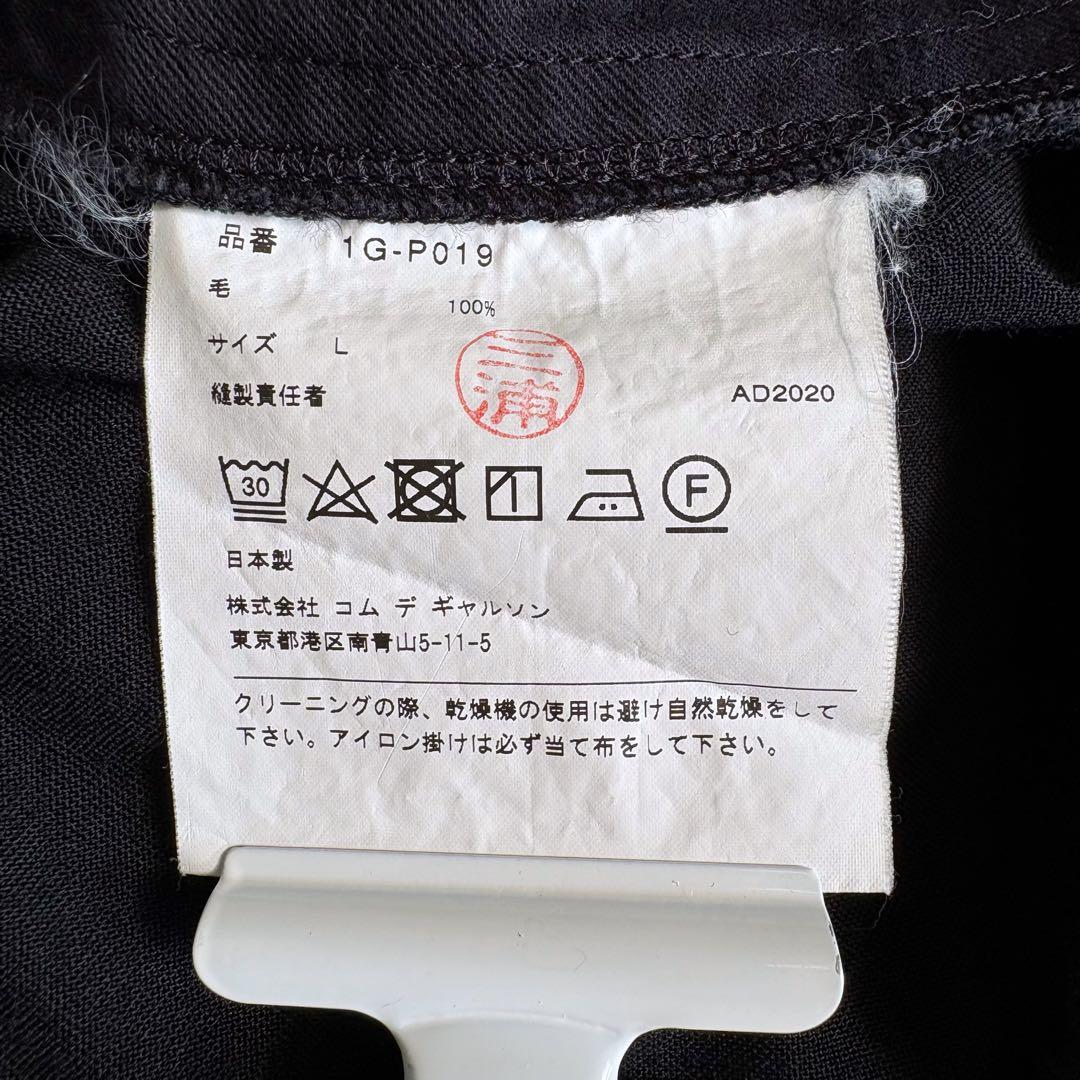 品番 1G-P019
毛
100%
サイズ L
三浦
縫製責任者 AD2020
30 F
日本製
株式会社 コム デ ギャルソン
東京都港区南青山5-11-5
クリーニングの際、乾燥機の使用は避け自然乾燥をして
下さい。アイロン掛けは必ず当て布をして下さい。